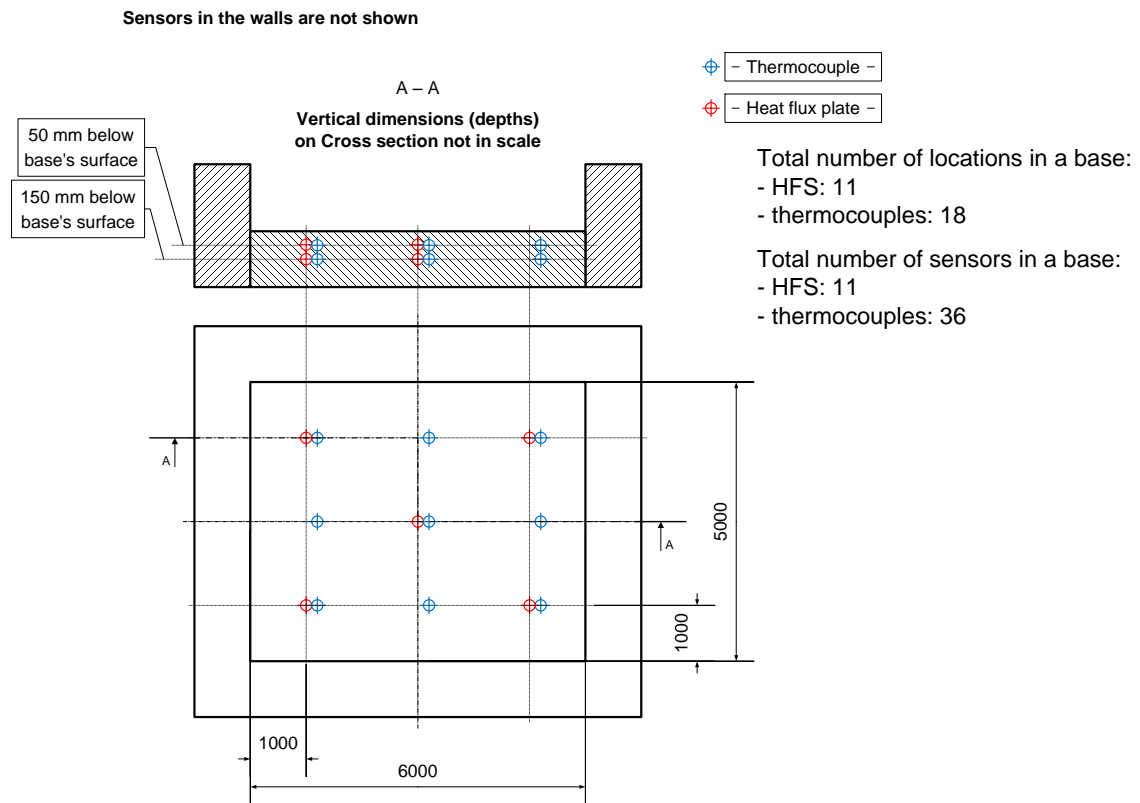 Sensors in the walls are not shown
– Thermocouple –
– Heat flux plate –
A – A
Vertical dimensions (depths)
on Cross section not in scale
50 mm below
base's surface
150 mm below
base's surface
Total number of locations in a base:
- HFS: 11
- thermocouples: 18
Total number of sensors in a base:
- HFS: 11
- thermocouples: 36
A
A
5000
1000
1000
6000